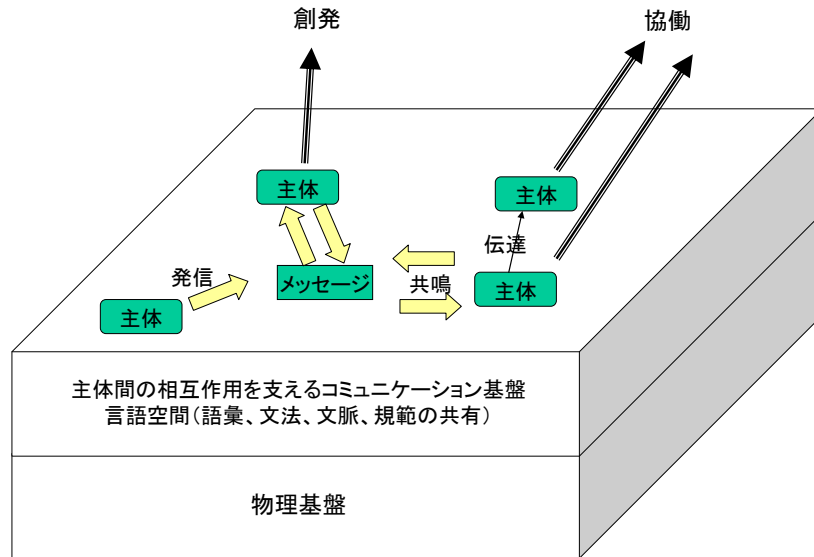 創発
協働
主体
主体
伝達
発信
メッセージ
共鳴
主体
主体
主体間の相互作用を支えるコミュニケーション基盤
言語空間(語彙、文法、文脈、規範の共有)
物理基盤